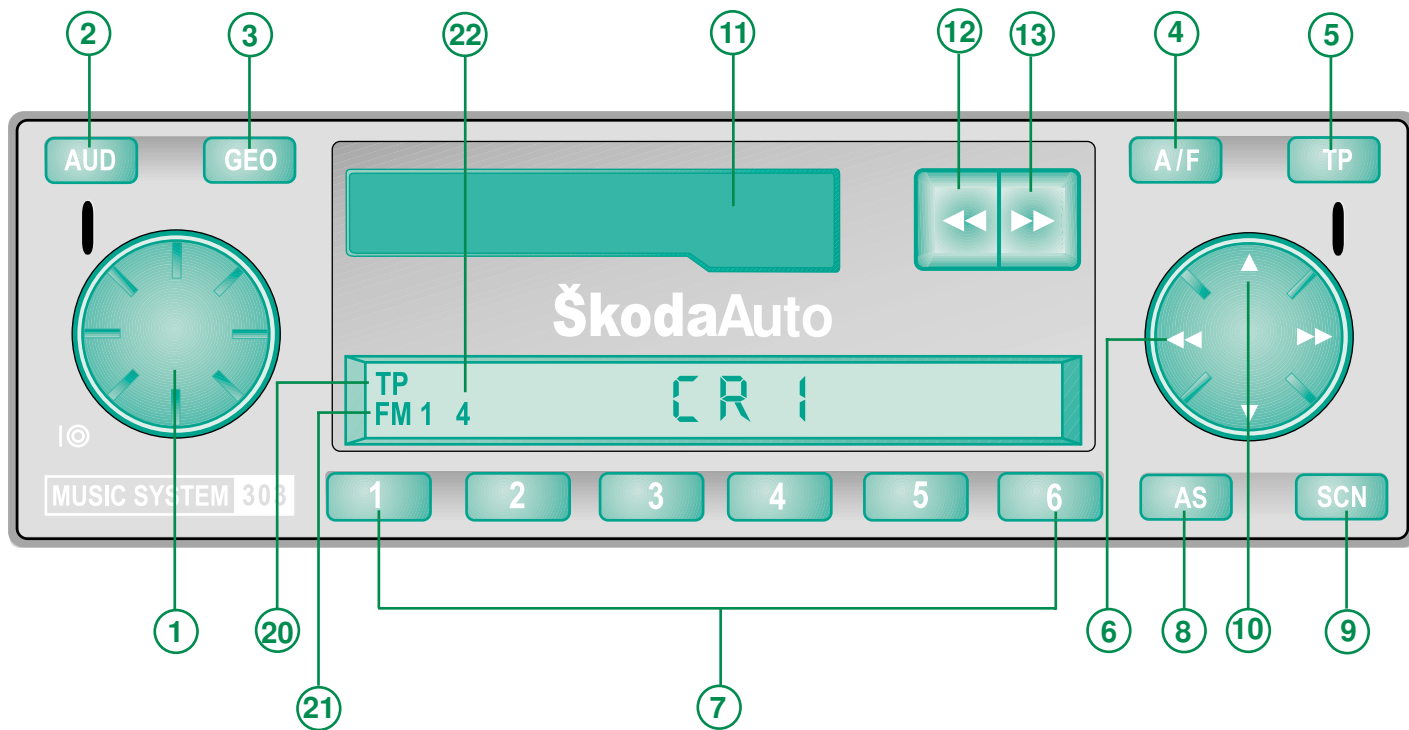 2 3 22 11 12 13 4 5
AUD GEO A/F TP
ŠkodaAuto
TP
FM 1 4 CR 1
MUSIC SYSTEM 303
1 2 3 4 5 6 AS SCN
1 20 6 8 10 9
21 7